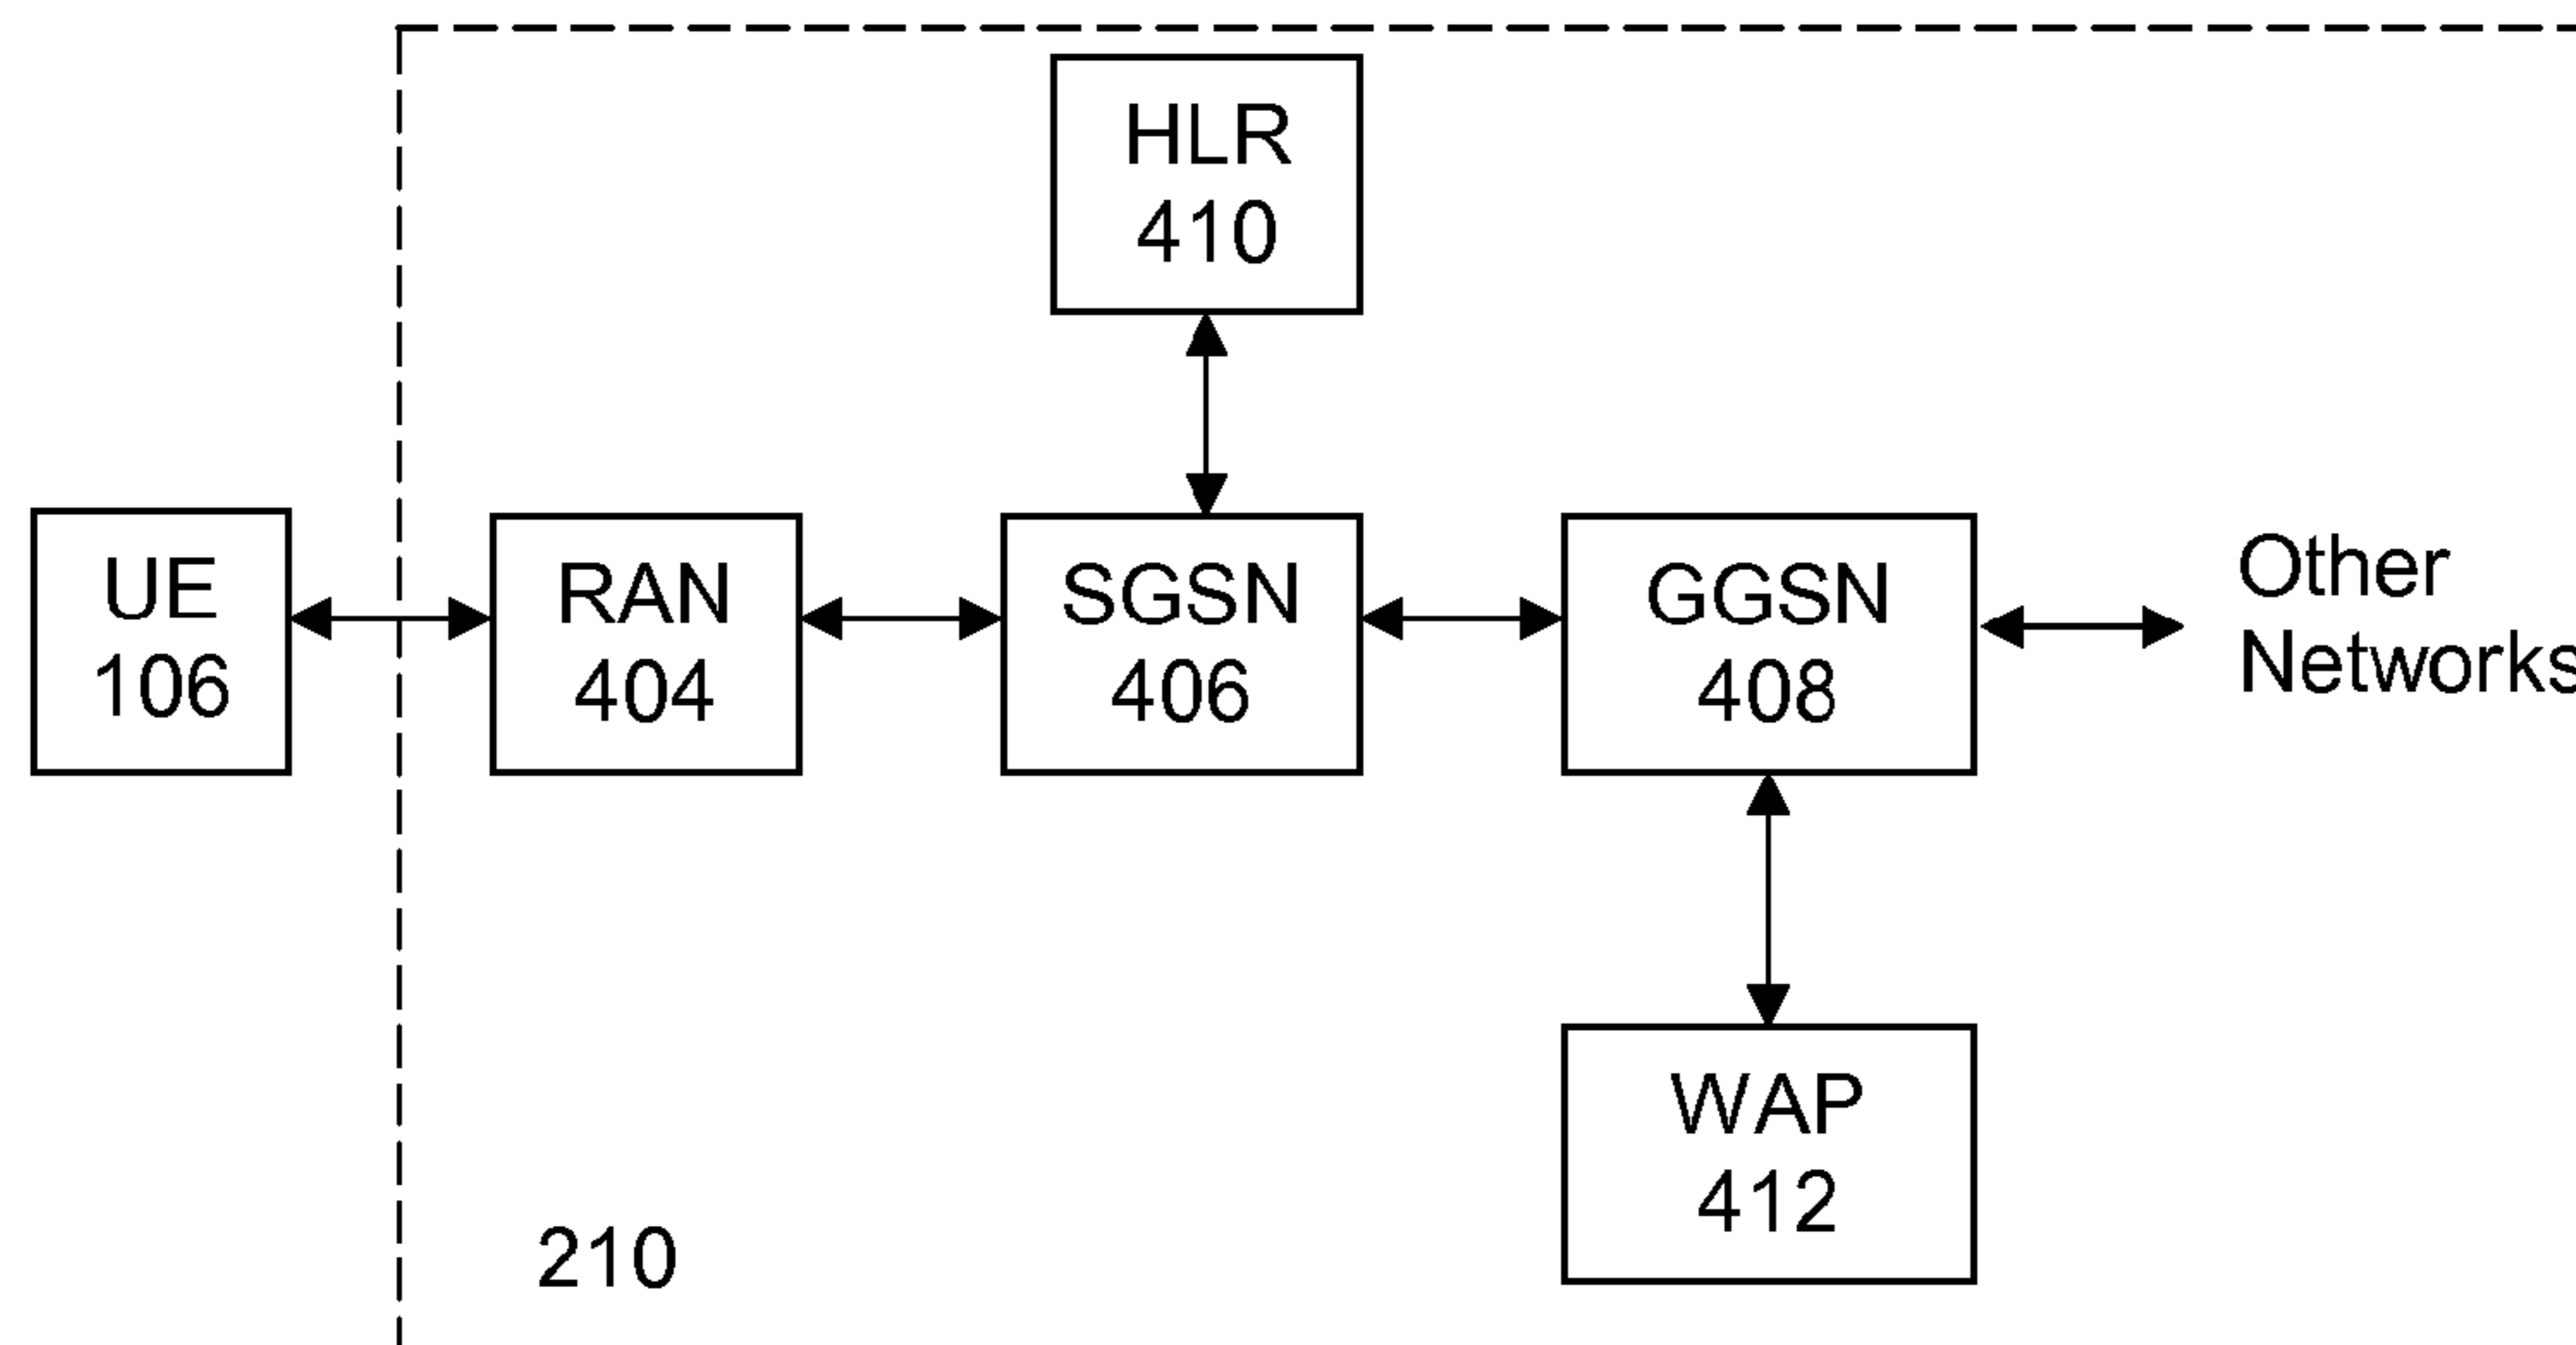 HLR
410
UE
106
RAN
404
SGSN
406
GGSN
408
Other
Networks
WAP
412
210